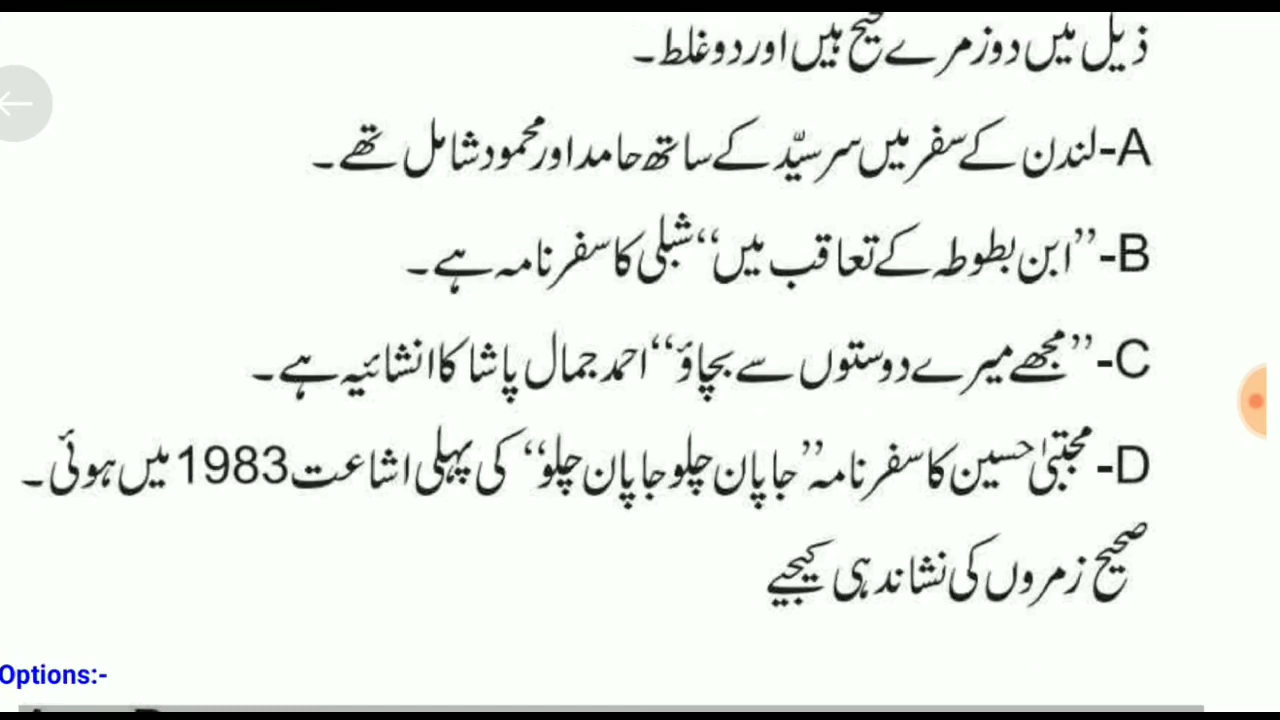 ذیل میں دو زمرے صحیح ہیں اور دو غلط۔
A-لندن کے سفر میں سرسیّد کے ساتھ حامد اور محمود شامل تھے۔
B-”ابن بطوطہ کے تعاقب میں“ شبلی کا سفرنامہ ہے۔
C-”مجھے میرے دوستوں سے بچاؤ“ احمد جمال پاشا کا انشائیہ ہے۔
D-مجتبیٰ حسین کا سفرنامہ ”جاپان چلو جاپان چلو“ کی پہلی اشاعت 1983 میں ہوئی۔
صحیح زمروں کی نشاندہی کیجیے
Options:-